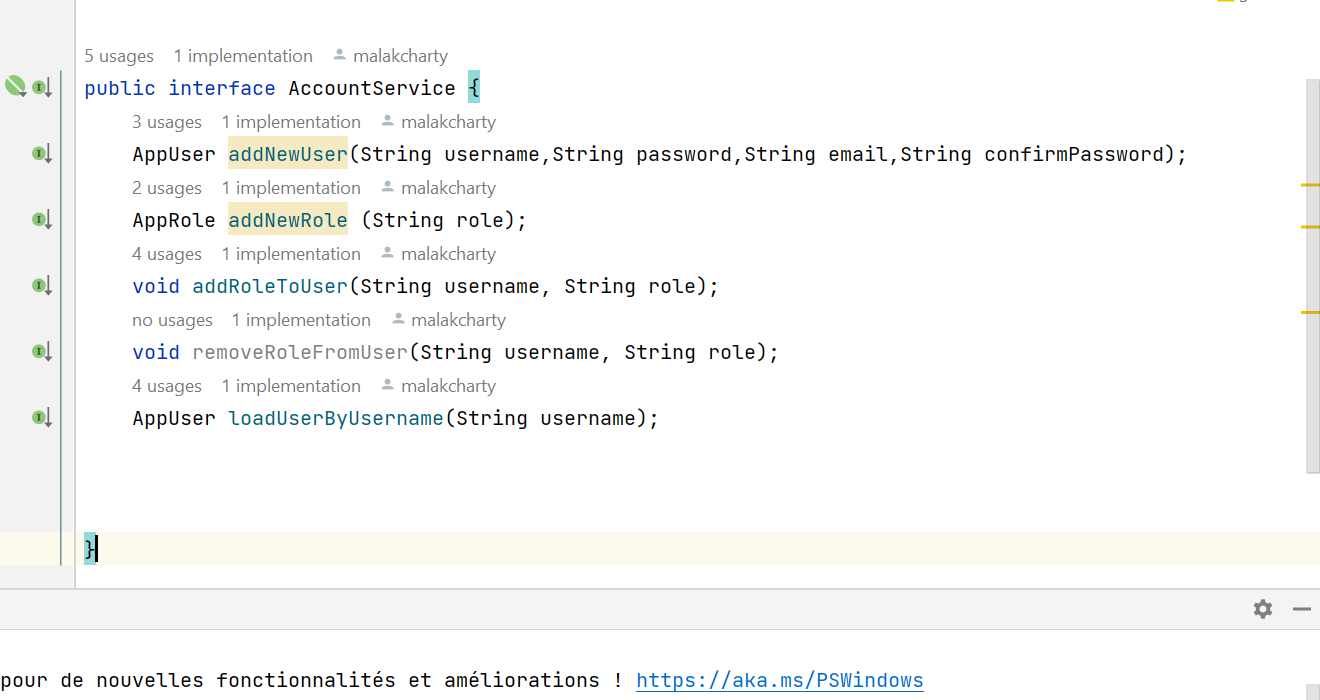 5 usages 1 implementation malakcharty
public interface AccountService {
3 usages 1 implementation malakcharty
AppUser addNewUser(String username,String password,String email,String confirmPassword);
2 usages 1 implementation malakcharty
AppRole addNewRole (String role);
4 usages 1 implementation malakcharty
void addRoleToUser(String username, String role);
no usages 1 implementation malakcharty
void removeRoleFromUser(String username, String role);
4 usages 1 implementation malakcharty
AppUser loadUserByUsername(String username);
}
pour de nouvelles fonctionnalités et améliorations ! https://aka.ms/PSWindows